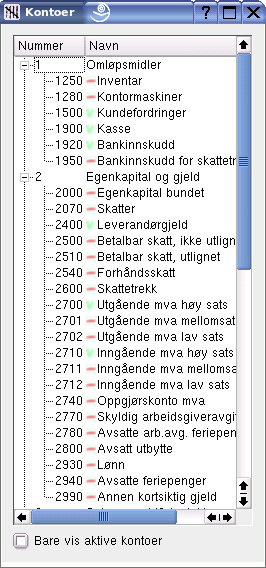 Kontoer
Nummer Navn
1 Omløpsmidler
1250 Inventar
1280 Kontormaskiner
1500 Kundefordringer
1900 Kasse
1920 Bankinnskudd
1950 Bankinnskudd for skattetr
2 Egenkapital og gjeld
2000 Egenkapital bundet
2070 Skatter
2400 Leverandørgjeld
2500 Betalbar skatt, ikke utlign
2510 Betalbar skatt, utlignet
2540 Forhåndsskatt
2600 Skattetrekk
2700 Utgående mva høy sats
2701 Utgående mva mellomsat
2702 Utgående mva lav sats
2710 Inngående mva høy sats
2711 Inngående mva mellomsa
2712 Inngående mva lav sats
2740 Oppgjørskonto mva
2770 Skyldig arbeidsgiveravgi
2780 Avsatte arb.avg. feriepen
2800 Avsatt utbytte
2930 Lønn
2940 Avsatte feriepenger
2990 Annen kortsiktig gjeld
Bare vis aktive kontoer